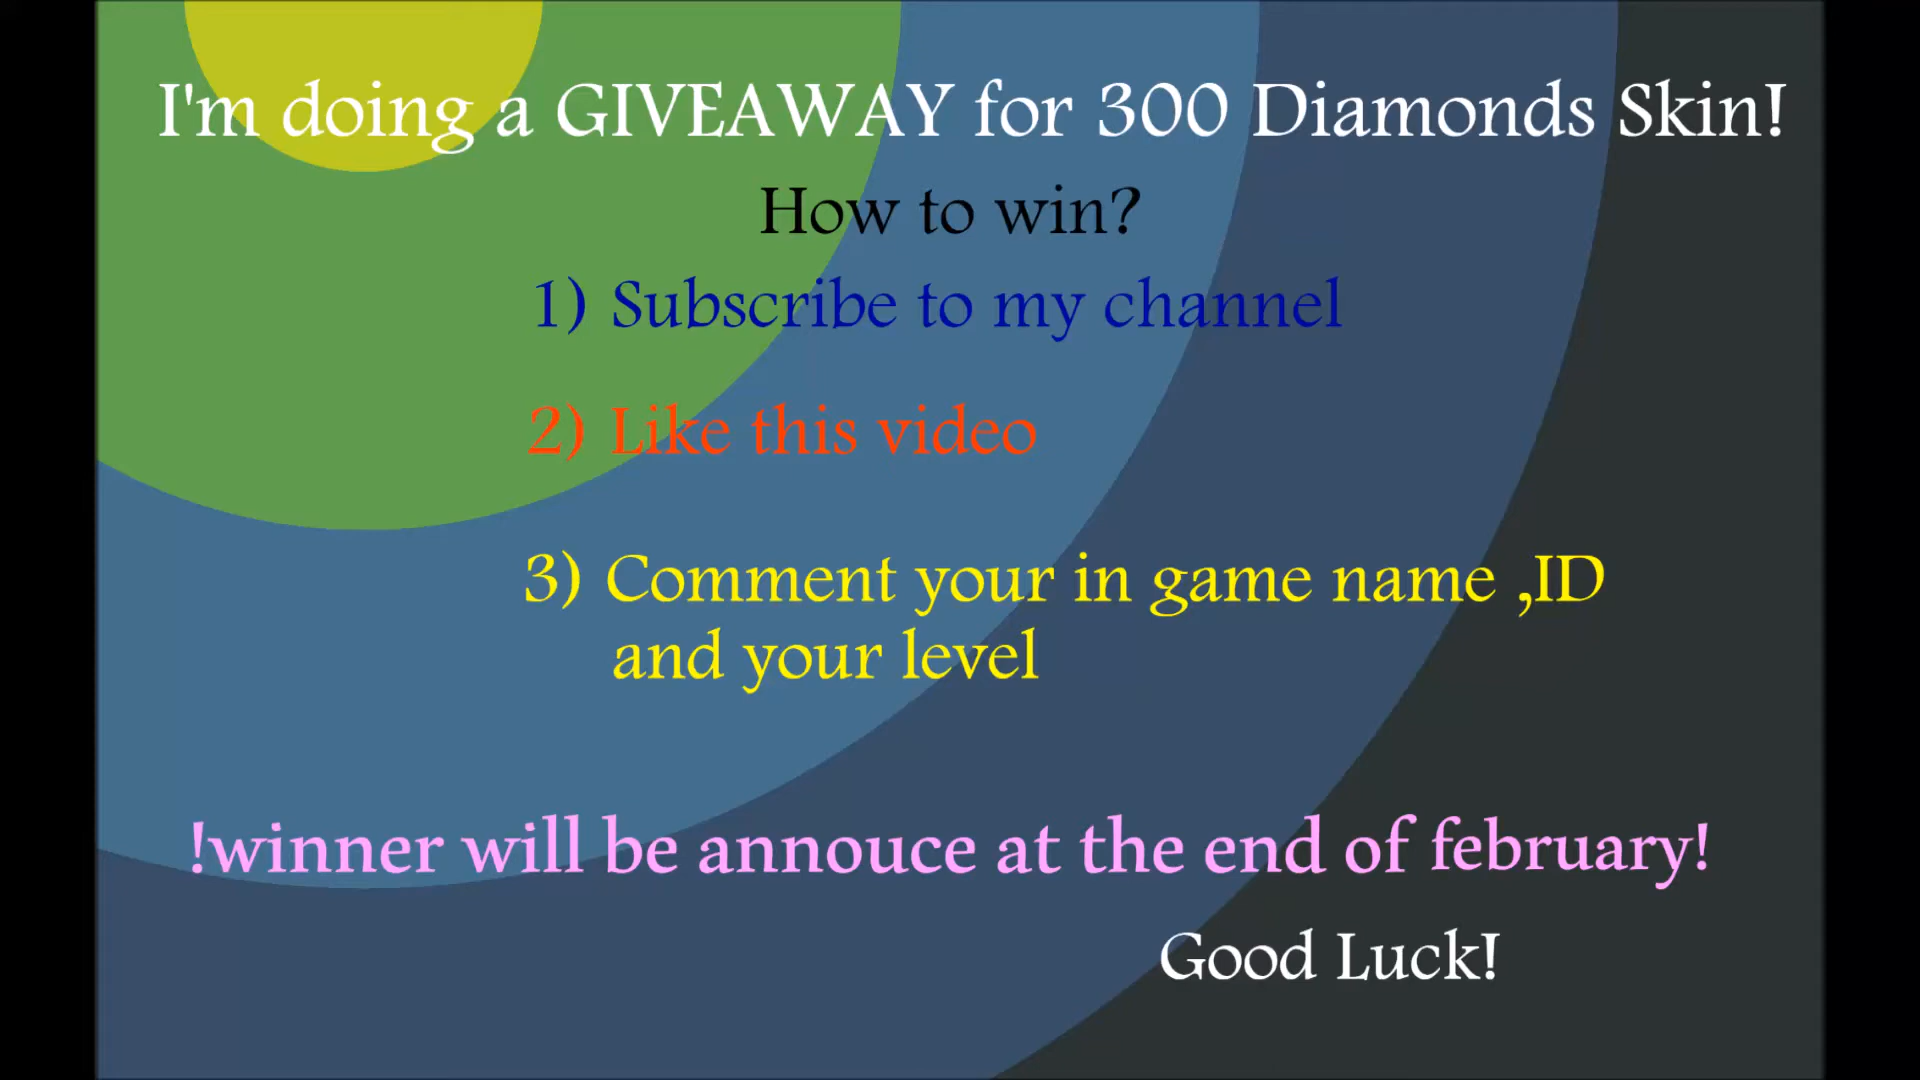 I'm doing a GIVEAWAY for 300 Diamonds Skin!
How to win?
1) Subscribe to my channel
2) Like this video
3) Comment your in game name ,ID
and your level
!winner will be annouce at the end of february!
Good Luck!